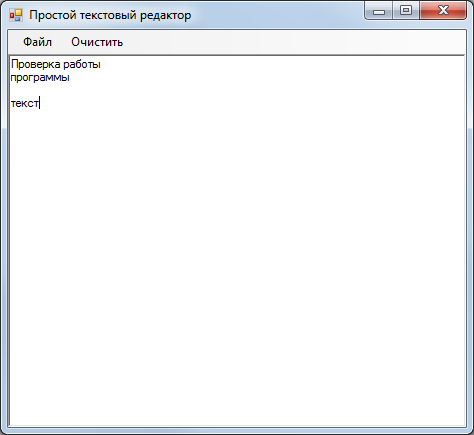 Простой текстовый редактор
Файл Очистить
Проверка работы
программы
текст